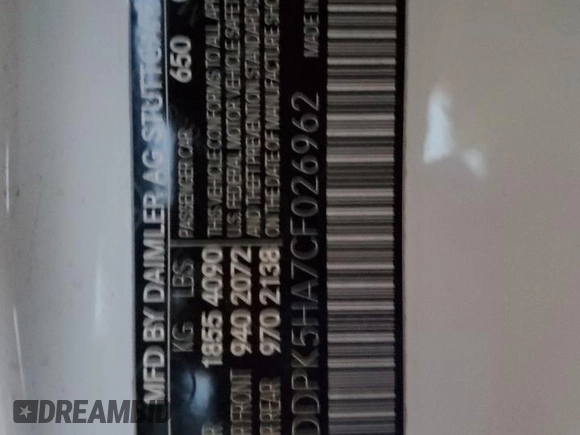 MFD BY DAIMLER AG STUTTGART
KG LBS PASSENGER CAR 650
1855 4090 THIS VEHICLE CONFORMS TO ALL
FRONT 940 2072 U.S. FEDERAL MOTOR VEHICLE SAFETY
REAR 970 2138 AND THEFT PREVENTION STANDARDS
ON THE DATE OF MANUFACTURE MADE IN
DDPK5HA7CF026962
DREAMBID